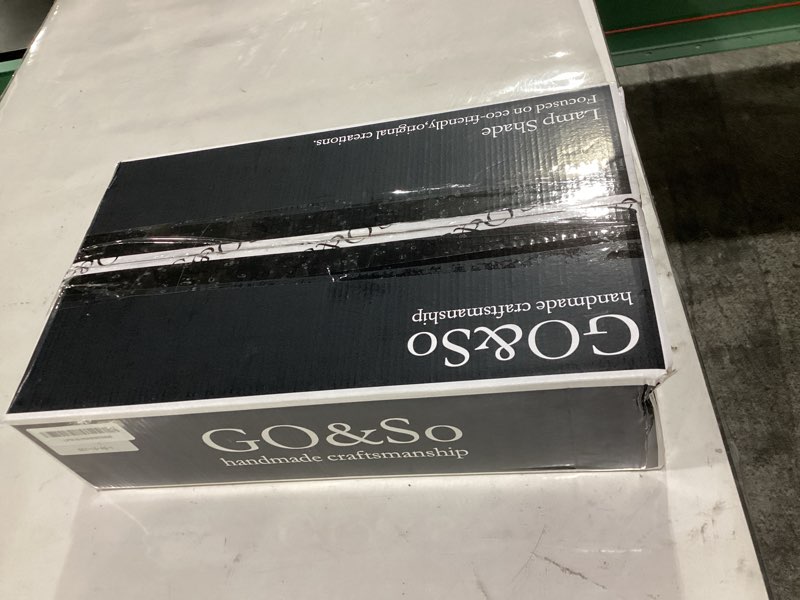 GO&So
handmade craftsmanship
Lamp Shade
Focused on eco-friendly,original creations.
GO&So
handmade craftsmanship